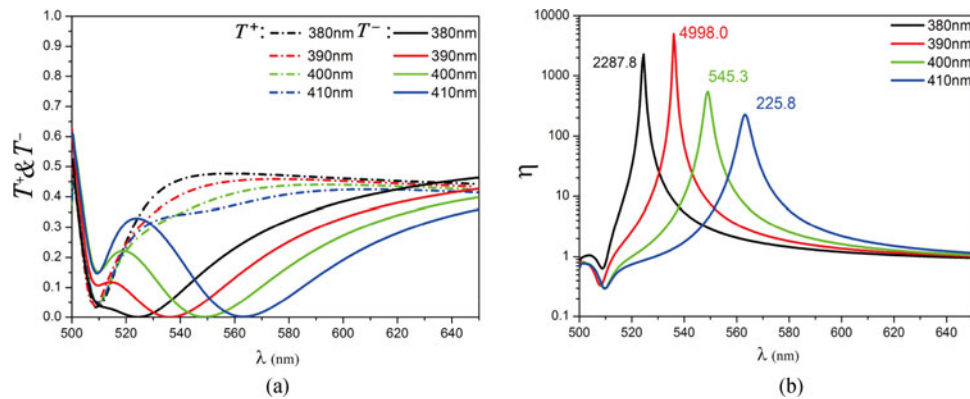 T⁺: 380nm T⁻: 380nm
390nm 390nm
400nm 400nm
410nm 410nm
1.0
0.9
0.8
0.7
0.6
0.5
0.4
0.3
0.2
0.1
0.0
T⁺& T⁻
500 520 540 560 580 600 620 640
λ (nm)
(a)
10000
1000
100
10
1
0.1
η
2287.8
4998.0
545.3
225.8
380nm
390nm
400nm
410nm
500 520 540 560 580 600 620 640
λ (nm)
(b)